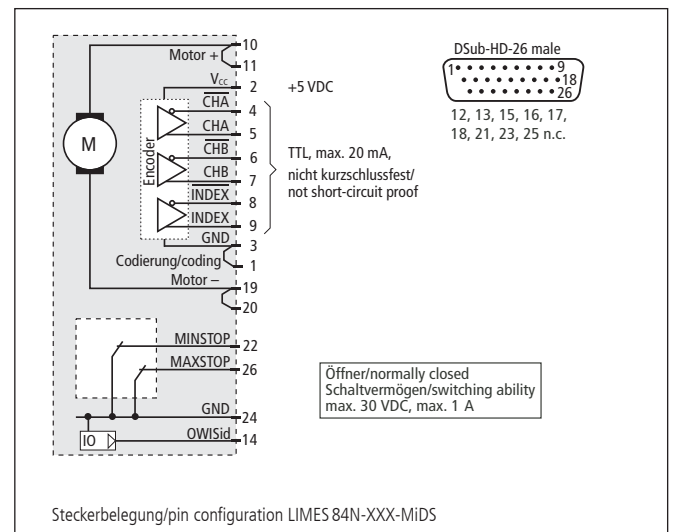 Motor + 10
11
V_CC 2 +5 VDC
C̅H̅A̅ 4
CHA 5
C̅H̅B̅ 6
CHB 7
I̅N̅D̅E̅X̅ 8
INDEX 9
GND 3
Codierung/coding 1
Motor – 19
20
M
Encoder
TTL, max. 20 mA,
nicht kurzschlussfest/
not short-circuit proof
MINSTOP 22
MAXSTOP 26
GND 24
OWISid 14
IO
DSub-HD-26 male
1 9
18
26
12, 13, 15, 16, 17,
18, 21, 23, 25 n.c.
Öffner/normally closed
Schaltvermögen/switching ability
max. 30 VDC, max. 1 A
Steckerbelegung/pin configuration LIMES 84N-XXX-MiDS